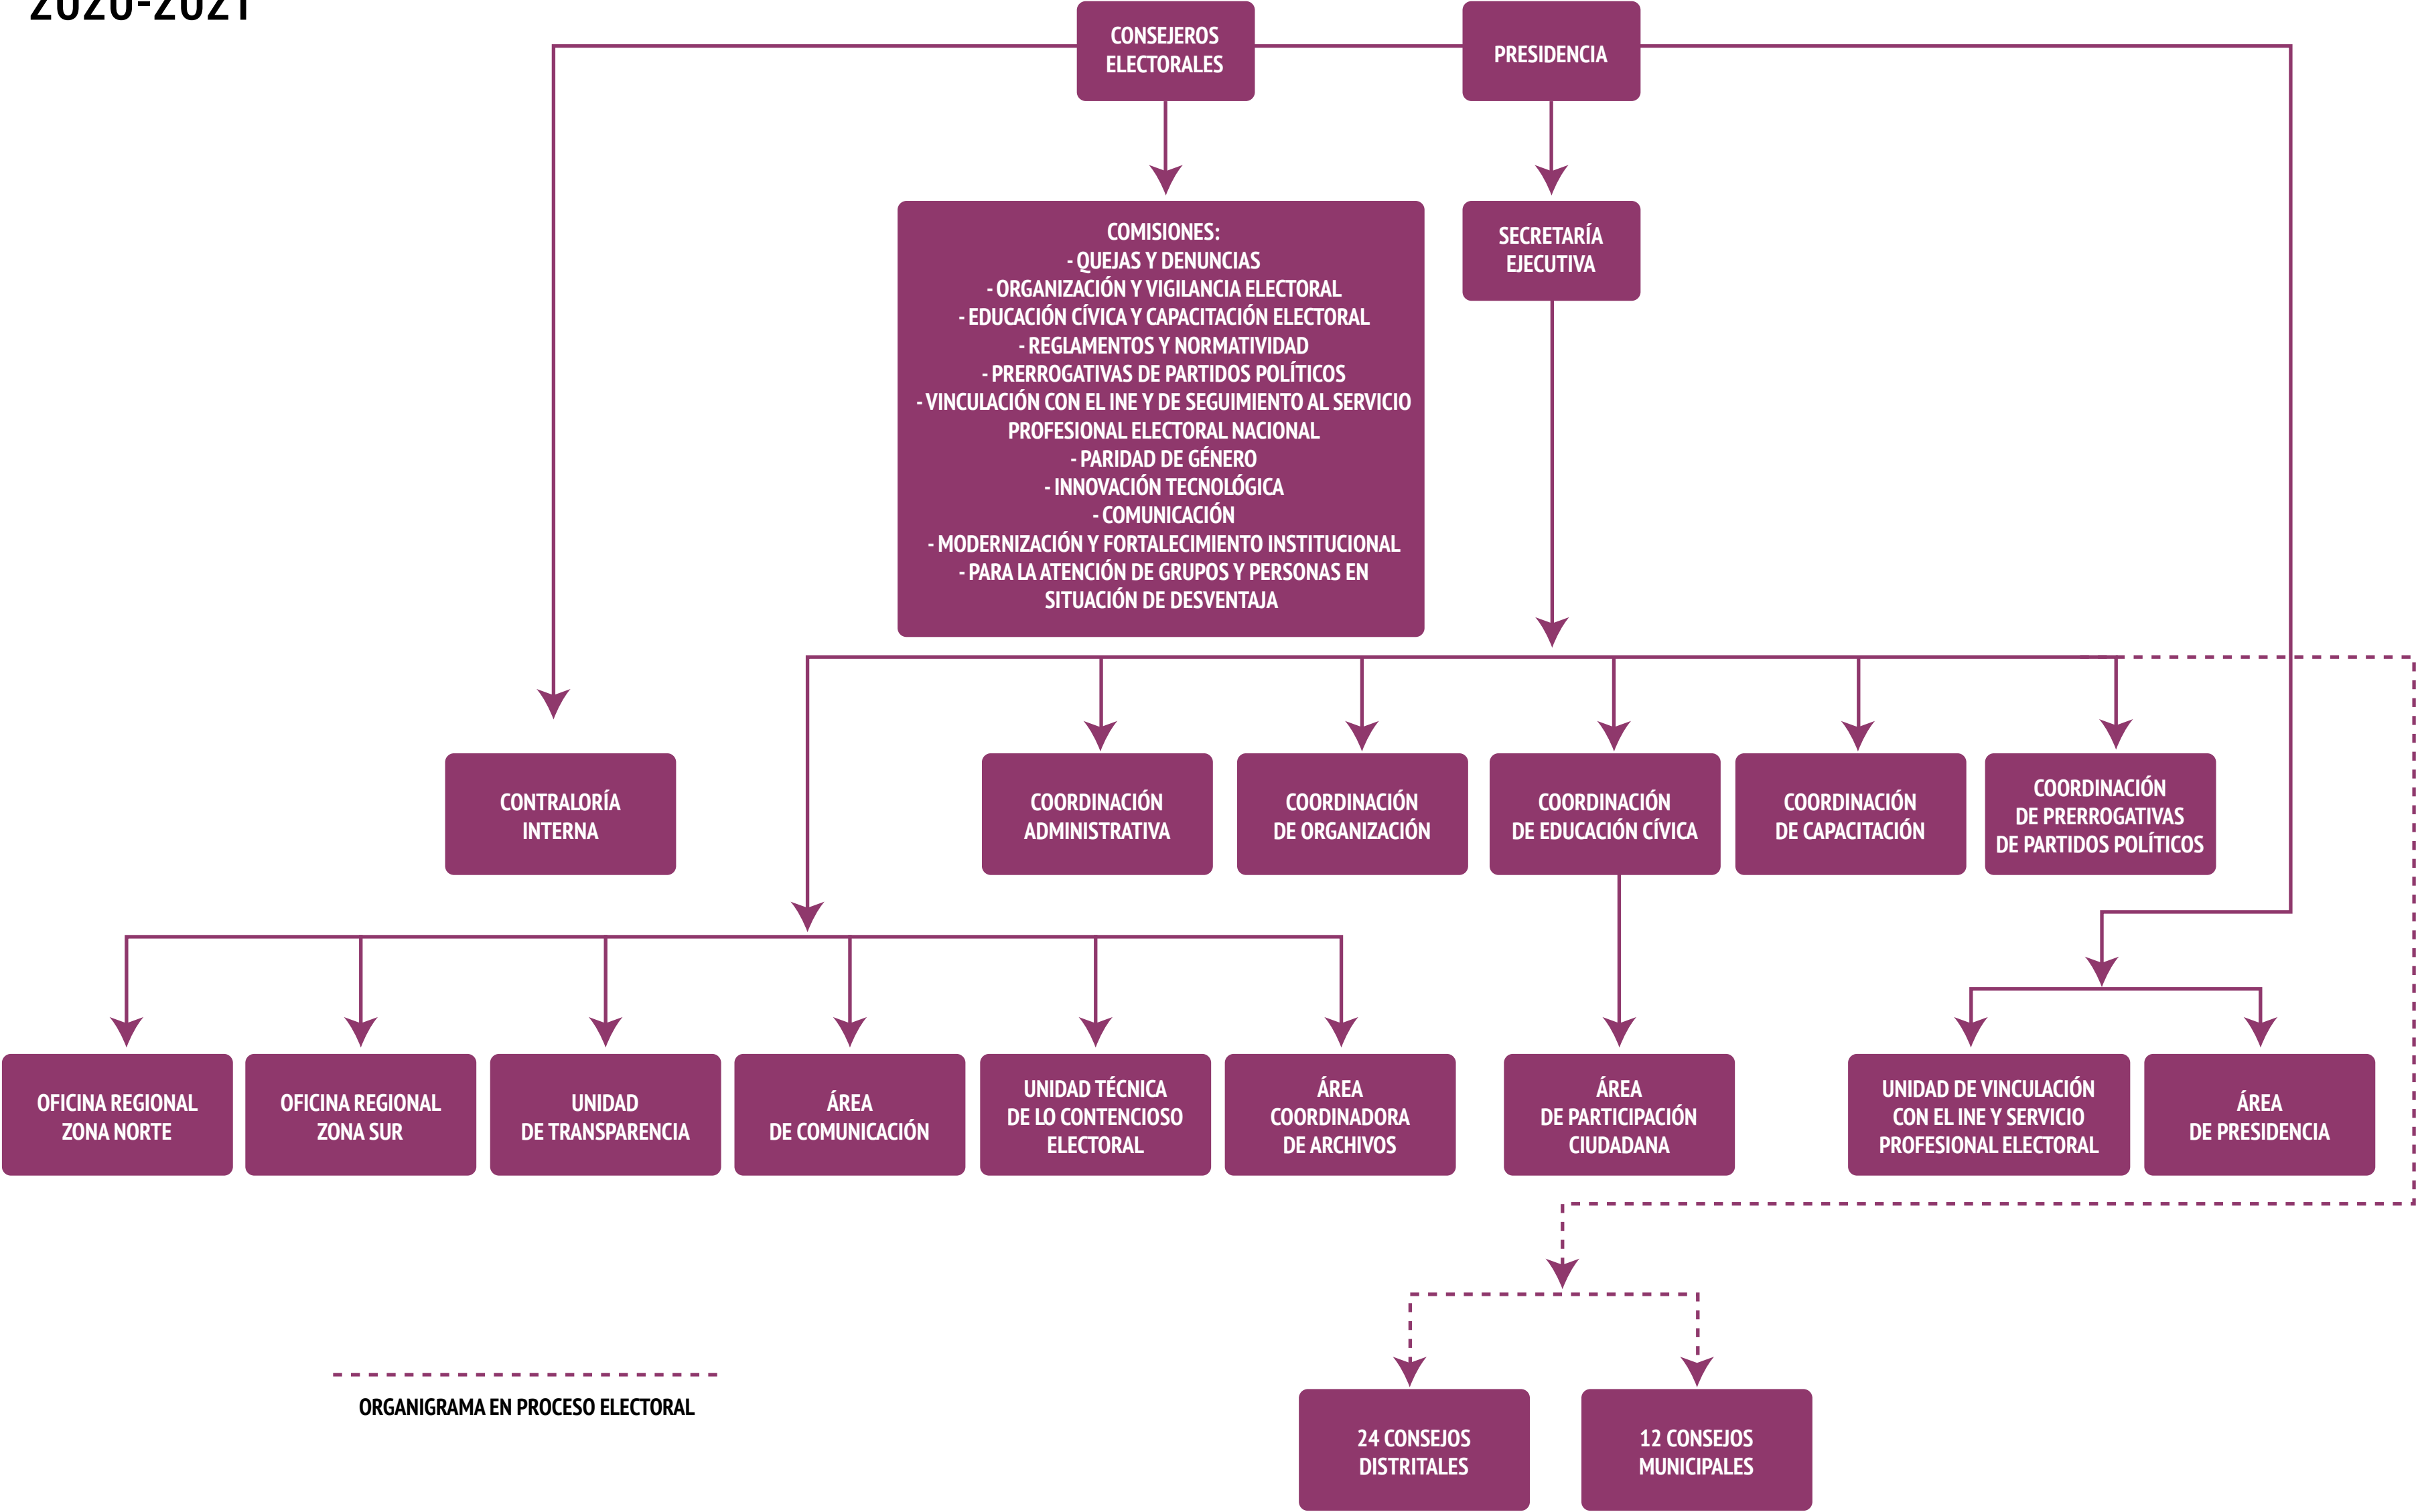 2020-2021
CONSEJEROS
ELECTORALES
PRESIDENCIA
COMISIONES:
- QUEJAS Y DENUNCIAS
- ORGANIZACIÓN Y VIGILANCIA ELECTORAL
- EDUCACIÓN CÍVICA Y CAPACITACIÓN ELECTORAL
- REGLAMENTOS Y NORMATIVIDAD
- PRERROGATIVAS DE PARTIDOS POLÍTICOS
- VINCULACIÓN CON EL INE Y DE SEGUIMIENTO AL SERVICIO
PROFESIONAL ELECTORAL NACIONAL
- PARIDAD DE GÉNERO
- INNOVACIÓN TECNOLÓGICA
- COMUNICACIÓN
- MODERNIZACIÓN Y FORTALECIMIENTO INSTITUCIONAL
- PARA LA ATENCIÓN DE GRUPOS Y PERSONAS EN
SITUACIÓN DE DESVENTAJA
SECRETARÍA
EJECUTIVA
CONTRALORÍA
INTERNA
COORDINACIÓN
ADMINISTRATIVA
COORDINACIÓN
DE ORGANIZACIÓN
COORDINACIÓN
DE EDUCACIÓN CÍVICA
COORDINACIÓN
DE CAPACITACIÓN
COORDINACIÓN
DE PRERROGATIVAS
DE PARTIDOS POLÍTICOS
OFICINA REGIONAL
ZONA NORTE
OFICINA REGIONAL
ZONA SUR
UNIDAD
DE TRANSPARENCIA
ÁREA
DE COMUNICACIÓN
UNIDAD TÉCNICA
DE LO CONTENCIOSO
ELECTORAL
ÁREA
COORDINADORA
DE ARCHIVOS
ÁREA
DE PARTICIPACIÓN
CIUDADANA
UNIDAD DE VINCULACIÓN
CON EL INE Y SERVICIO
PROFESIONAL ELECTORAL
ÁREA
DE PRESIDENCIA
ORGANIGRAMA EN PROCESO ELECTORAL
24 CONSEJOS
DISTRITALES
12 CONSEJOS
MUNICIPALES